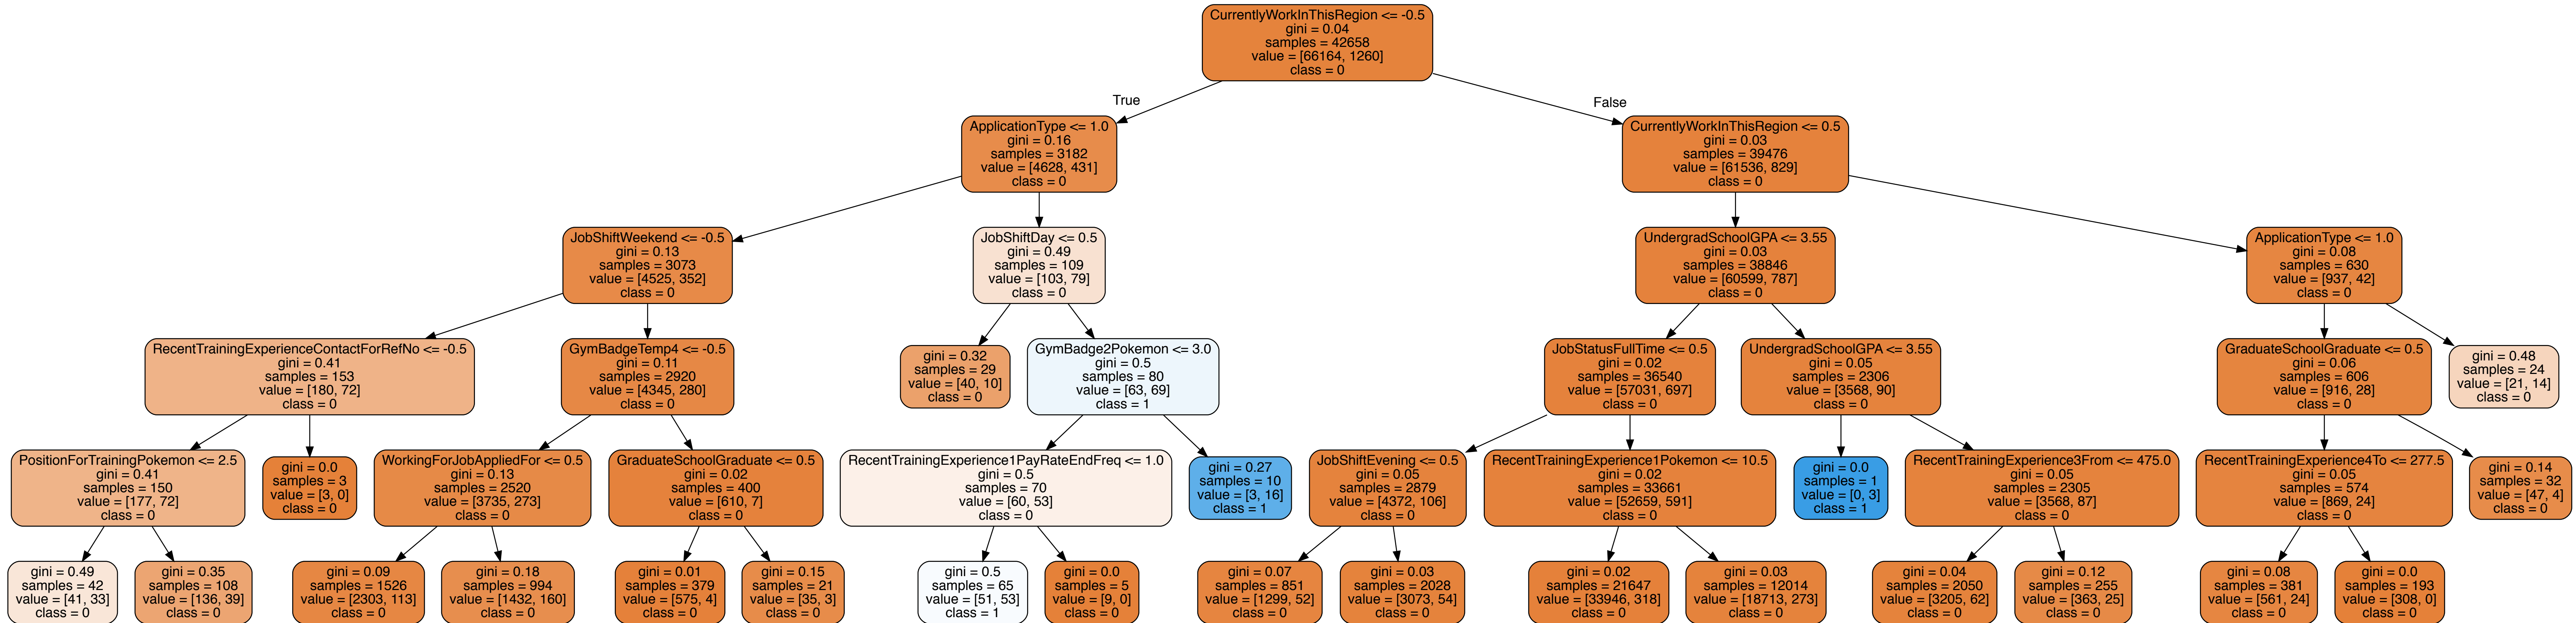 CurrentlyWorkInThisRegion <= -0.5
gini = 0.04
samples = 42658
value = [66164, 1260]
class = 0
True
False
ApplicationType <= 1.0
gini = 0.16
samples = 3182
value = [4628, 431]
class = 0
CurrentlyWorkInThisRegion <= 0.5
gini = 0.03
samples = 39476
value = [61536, 829]
class = 0
JobShiftWeekend <= -0.5
gini = 0.13
samples = 3073
value = [4525, 352]
class = 0
JobShiftDay <= 0.5
gini = 0.49
samples = 109
value = [103, 79]
class = 0
UndergradSchoolGPA <= 3.55
gini = 0.03
samples = 38846
value = [60599, 787]
class = 0
ApplicationType <= 1.0
gini = 0.08
samples = 630
value = [937, 42]
class = 0
RecentTrainingExperienceContactForRefNo <= -0.5
gini = 0.41
samples = 153
value = [180, 72]
class = 0
GymBadgeTemp4 <= -0.5
gini = 0.11
samples = 2920
value = [4345, 280]
class = 0
gini = 0.32
samples = 29
value = [40, 10]
class = 0
GymBadge2Pokemon <= 3.0
gini = 0.5
samples = 80
value = [63, 69]
class = 1
JobStatusFullTime <= 0.5
gini = 0.02
samples = 36540
value = [57031, 697]
class = 0
UndergradSchoolGPA <= 3.55
gini = 0.05
samples = 2306
value = [3568, 90]
class = 0
GraduateSchoolGraduate <= 0.5
gini = 0.06
samples = 606
value = [916, 28]
class = 0
gini = 0.48
samples = 24
value = [21, 14]
class = 0
PositionForTrainingPokemon <= 2.5
gini = 0.41
samples = 150
value = [177, 72]
class = 0
gini = 0.0
samples = 3
value = [3, 0]
class = 0
WorkingForJobAppliedFor <= 0.5
gini = 0.13
samples = 2520
value = [3735, 273]
class = 0
GraduateSchoolGraduate <= 0.5
gini = 0.02
samples = 400
value = [610, 7]
class = 0
RecentTrainingExperience1PayRateEndFreq <= 1.0
gini = 0.5
samples = 70
value = [60, 53]
class = 0
gini = 0.27
samples = 10
value = [3, 16]
class = 1
JobShiftEvening <= 0.5
gini = 0.05
samples = 2879
value = [4372, 106]
class = 0
RecentTrainingExperience1Pokemon <= 10.5
gini = 0.02
samples = 33661
value = [52659, 591]
class = 0
gini = 0.0
samples = 1
value = [0, 3]
class = 1
RecentTrainingExperience3From <= 475.0
gini = 0.05
samples = 2305
value = [3568, 87]
class = 0
RecentTrainingExperience4To <= 277.5
gini = 0.05
samples = 574
value = [869, 24]
class = 0
gini = 0.14
samples = 32
value = [47, 4]
class = 0
gini = 0.49
samples = 42
value = [41, 33]
class = 0
gini = 0.35
samples = 108
value = [136, 39]
class = 0
gini = 0.09
samples = 1526
value = [2303, 113]
class = 0
gini = 0.18
samples = 994
value = [1432, 160]
class = 0
gini = 0.01
samples = 379
value = [575, 4]
class = 0
gini = 0.15
samples = 21
value = [35, 3]
class = 0
gini = 0.5
samples = 65
value = [51, 53]
class = 1
gini = 0.0
samples = 5
value = [9, 0]
class = 0
gini = 0.07
samples = 851
value = [1299, 52]
class = 0
gini = 0.03
samples = 2028
value = [3073, 54]
class = 0
gini = 0.02
samples = 21647
value = [33946, 318]
class = 0
gini = 0.03
samples = 12014
value = [18713, 273]
class = 0
gini = 0.04
samples = 2050
value = [3205, 62]
class = 0
gini = 0.12
samples = 255
value = [363, 25]
class = 0
gini = 0.08
samples = 381
value = [561, 24]
class = 0
gini = 0.0
samples = 193
value = [308, 0]
class = 0